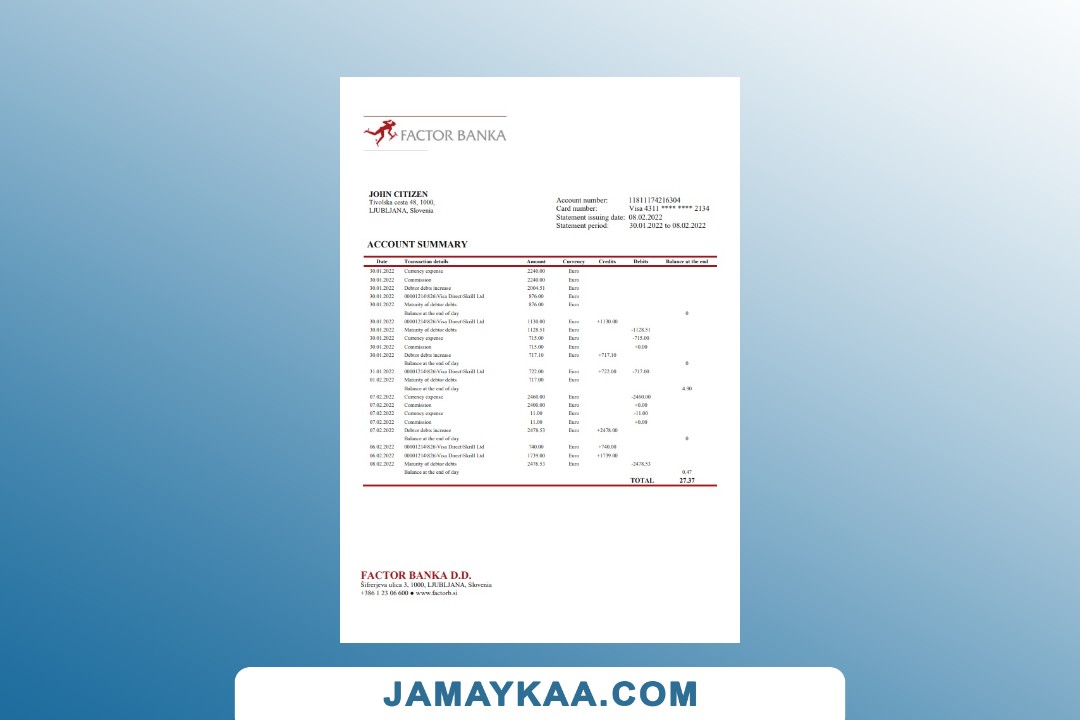 FACTOR BANKA
JOHN CITIZEN
Tivolska cesta 48, 1000,
LJUBLJANA, Slovenia
Account number: 11811174216304
Card number: Visa 4311 **** **** 2134
Statement issuing date: 08.02.2022
Statement period: 30.01.2022 to 08.02.2022
ACCOUNT SUMMARY
Date Transaction details Amount Currency Credits Debits Balance at the end
30.01.2022 Currency expense 2240.00 Euro
30.01.2022 Commission 2240.00 Euro
30.01.2022 Debtor debts increase 2004.51 Euro
30.01.2022 Visa Direct\Skrill Ltd 876.00 Euro
30.01.2022 Maturity of debtor debts 876.00 Euro
Balance at the end of day 0
30.01.2022 Visa Direct\Skrill Ltd 1130.00 Euro +1130.00
30.01.2022 Maturity of debtor debts 1128.51 Euro -1128.51
30.01.2022 Currency expense 715.00 Euro -715.00
30.01.2022 Commission 715.00 Euro +0.00
30.01.2022 Debtor debts increase 717.10 Euro +717.10
Balance at the end of day 0
31.01.2022 Visa Direct\Skrill Ltd 722.00 Euro +722.00 -717.00
01.02.2022 Maturity of debtor debts 717.00 Euro
Balance at the end of day 4.90
07.02.2022 Currency expense 2460.00 Euro -2460.00
07.02.2022 Commission Euro +0.00
07.02.2022 Currency expense 11.00 Euro -11.00
07.02.2022 Commission 11.00 Euro +0.00
07.02.2022 Debtor debts increase 2478.53 Euro +2478.00
Balance at the end of day 0
06.02.2022 Visa Direct\Skrill Ltd 740.00 Euro +740.00
06.02.2022 Visa Direct\Skrill Ltd 1739.00 Euro +1739.00
08.02.2022 Maturity of debtor debts 2478.53 Euro -2478.53
Balance at the end of day 0.47
TOTAL 27.37
FACTOR BANKA D.D.
Šifrerjeva ulica 3, 1000, LJUBLJANA, Slovenia
+386 1 23 06 600 ● www.factorb.si
JAMAYKAA.COM